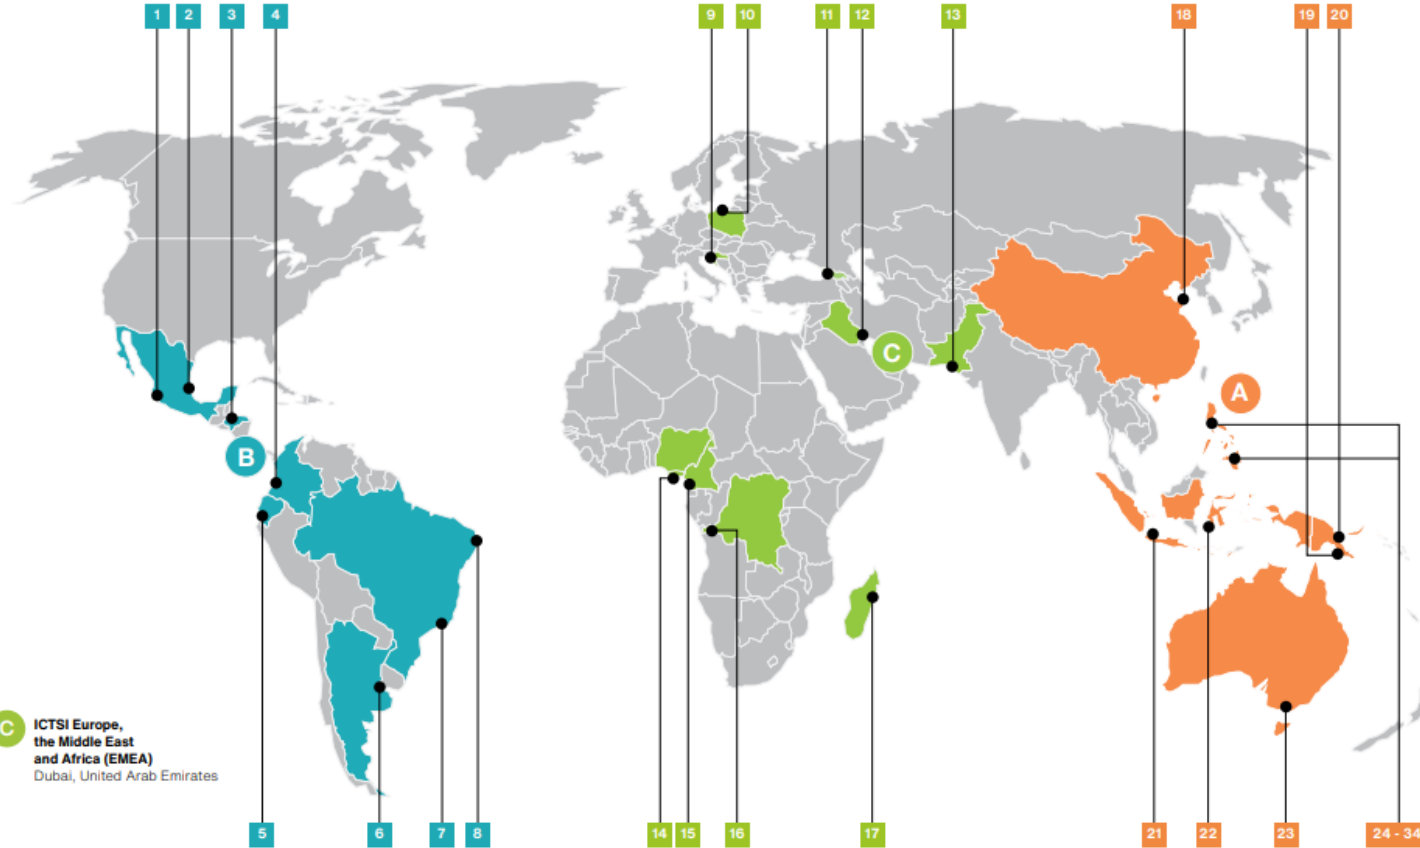 1 2 3 4 9 10 11 12 13 18 19 20
A
C
B
C ICTSI Europe,
the Middle East
and Africa (EMEA)
Dubai, United Arab Emirates
5 6 7 8 14 15 16 17 21 22 23 24 - 34